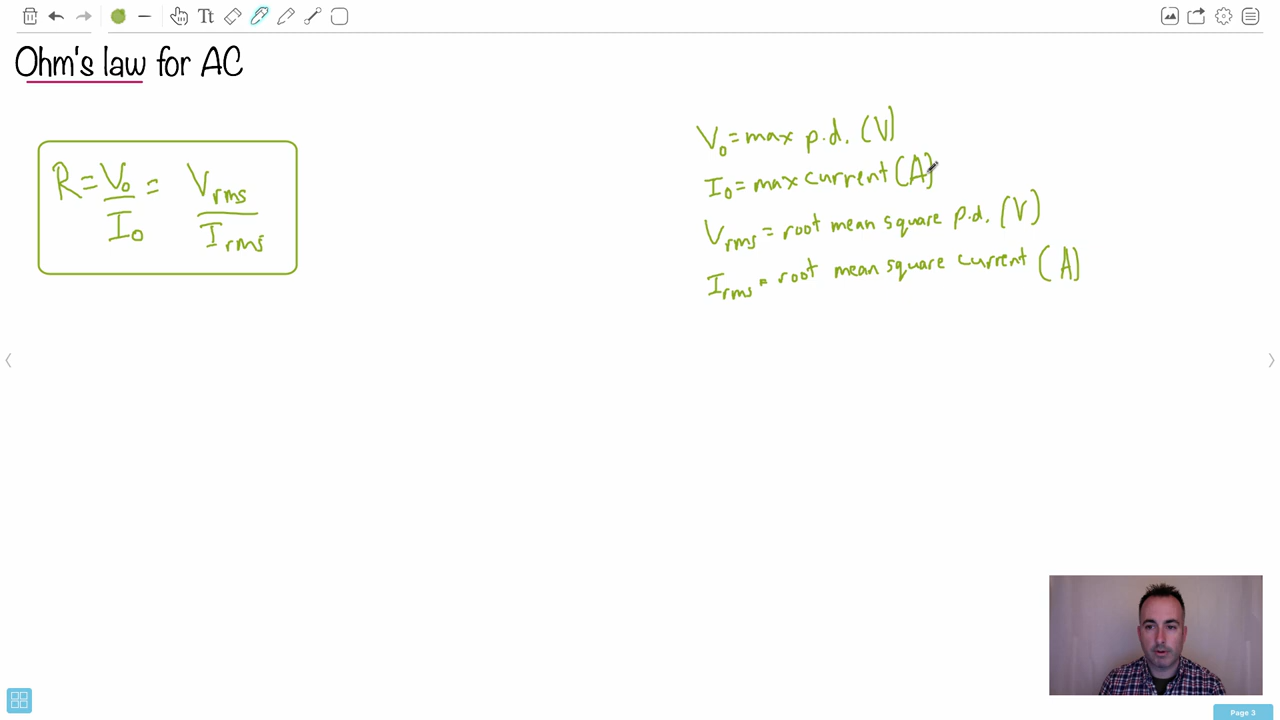 Tt
Ohm's law for AC
R = V₀/I₀ = Vrms/Irms
V₀ = max p.d. (V)
I₀ = max current (A)
Vrms = root mean square p.d. (V)
Irms = root mean square current (A)
Page 3